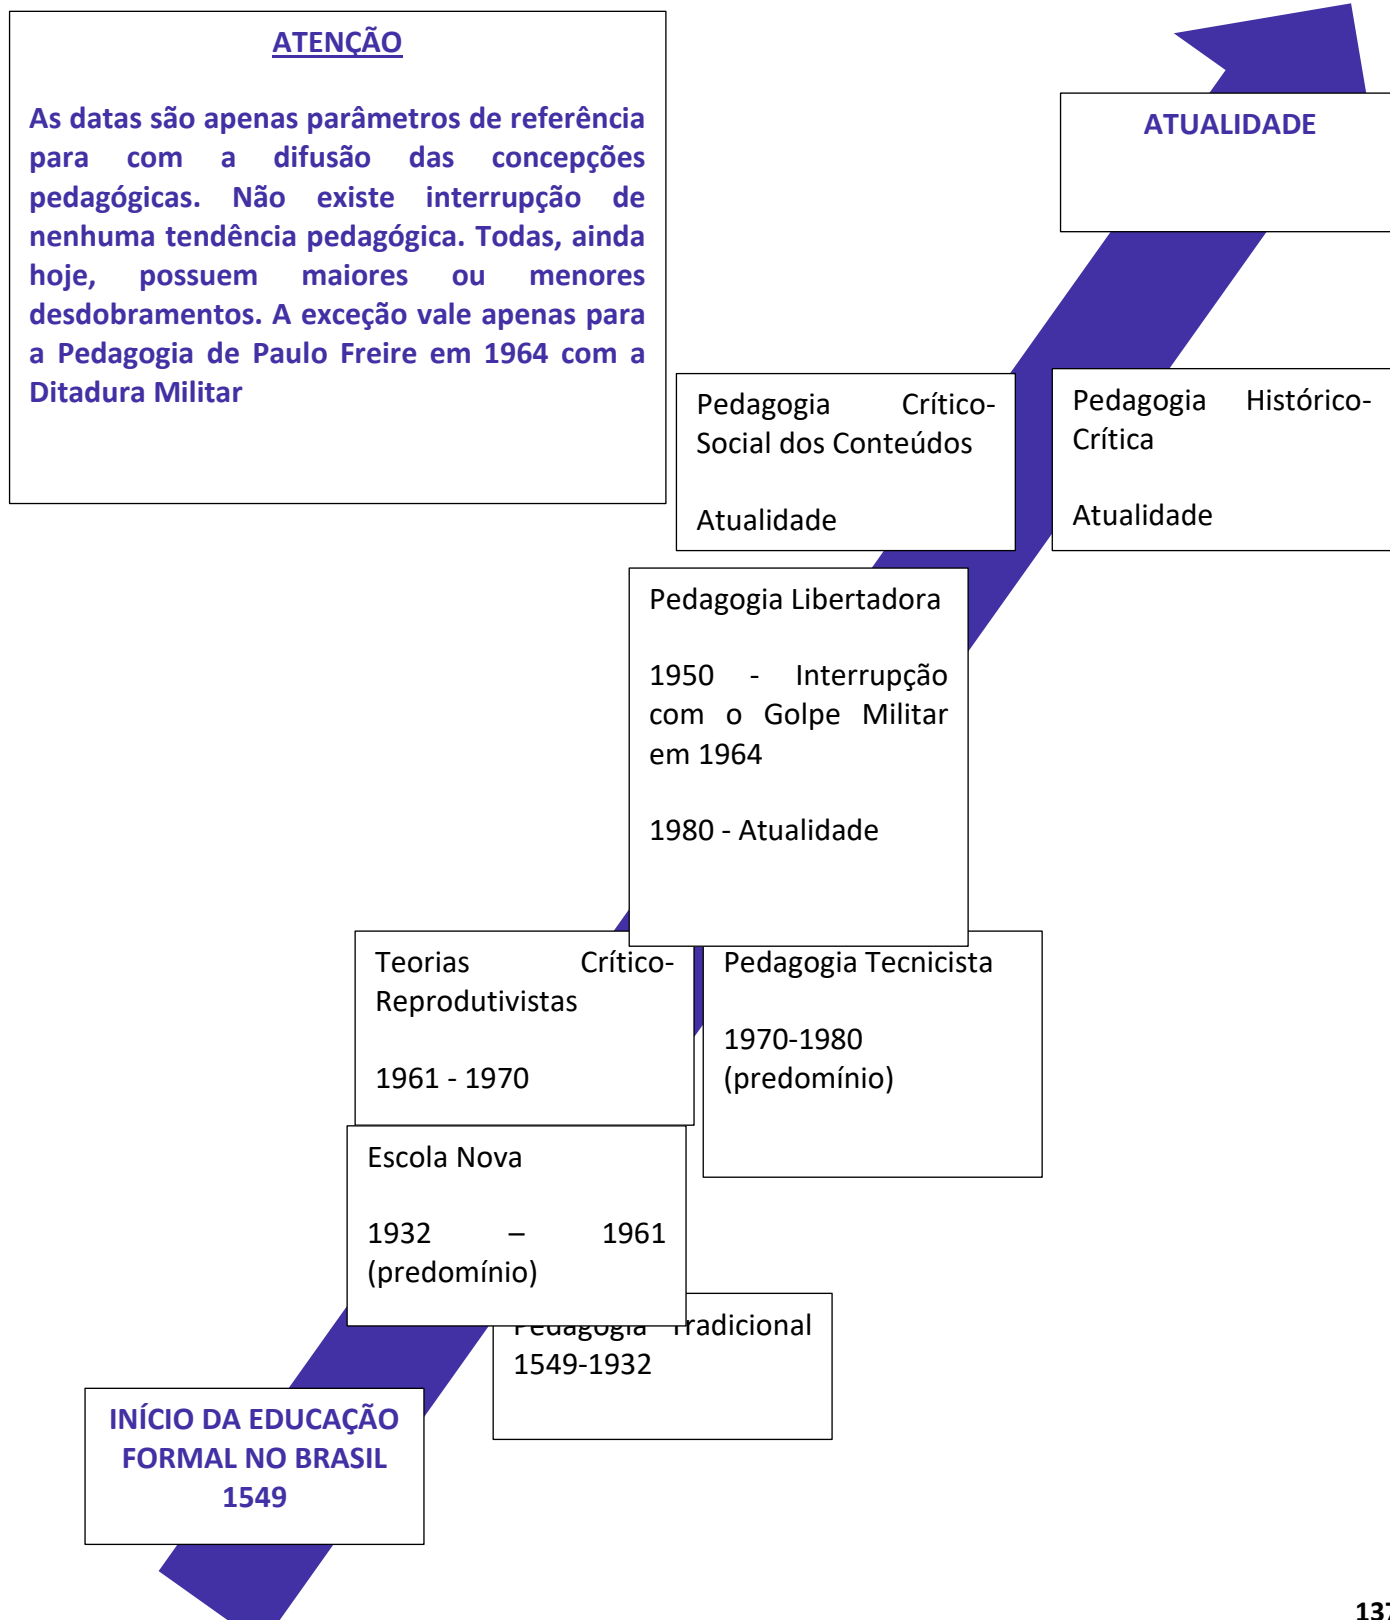 ATENÇÃO
As datas são apenas parâmetros de referência
para com a difusão das concepções
pedagógicas. Não existe interrupção de
nenhuma tendência pedagógica. Todas, ainda
hoje, possuem maiores ou menores
desdobramentos. A exceção vale apenas para
a Pedagogia de Paulo Freire em 1964 com a
Ditadura Militar
ATUALIDADE
Pedagogia Crítico-
Social dos Conteúdos
Atualidade
Pedagogia Histórico-
Crítica
Atualidade
Pedagogia Libertadora
1950 - Interrupção
com o Golpe Militar
em 1964
1980 - Atualidade
Teorias Crítico-
Reprodutivistas
1961 - 1970
Pedagogia Tecnicista
1970-1980
(predomínio)
Escola Nova
1932 – 1961
(predomínio)
Pedagogia Tradicional
1549-1932
INÍCIO DA EDUCAÇÃO
FORMAL NO BRASIL
1549
137